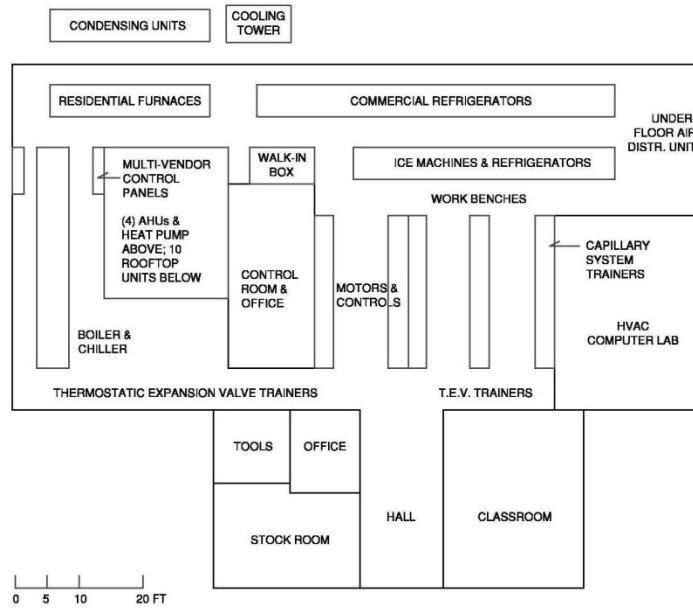 CONDENSING UNITS
COOLING
TOWER
RESIDENTIAL FURNACES
COMMERCIAL REFRIGERATORS
UNDER-
FLOOR AIR
DISTR. UNIT
MULTI-VENDOR
CONTROL
PANELS
WALK-IN
BOX
ICE MACHINES & REFRIGERATORS
WORK BENCHES
(4) AHUs &
HEAT PUMP
ABOVE; 10
ROOFTOP
UNITS BELOW
CONTROL
ROOM &
OFFICE
MOTORS &
CONTROLS
CAPILLARY
SYSTEM
TRAINERS
BOILER &
CHILLER
HVAC
COMPUTER LAB
THERMOSTATIC EXPANSION VALVE TRAINERS
T.E.V. TRAINERS
TOOLS
OFFICE
STOCK ROOM
HALL
CLASSROOM
0 5 10 20 FT